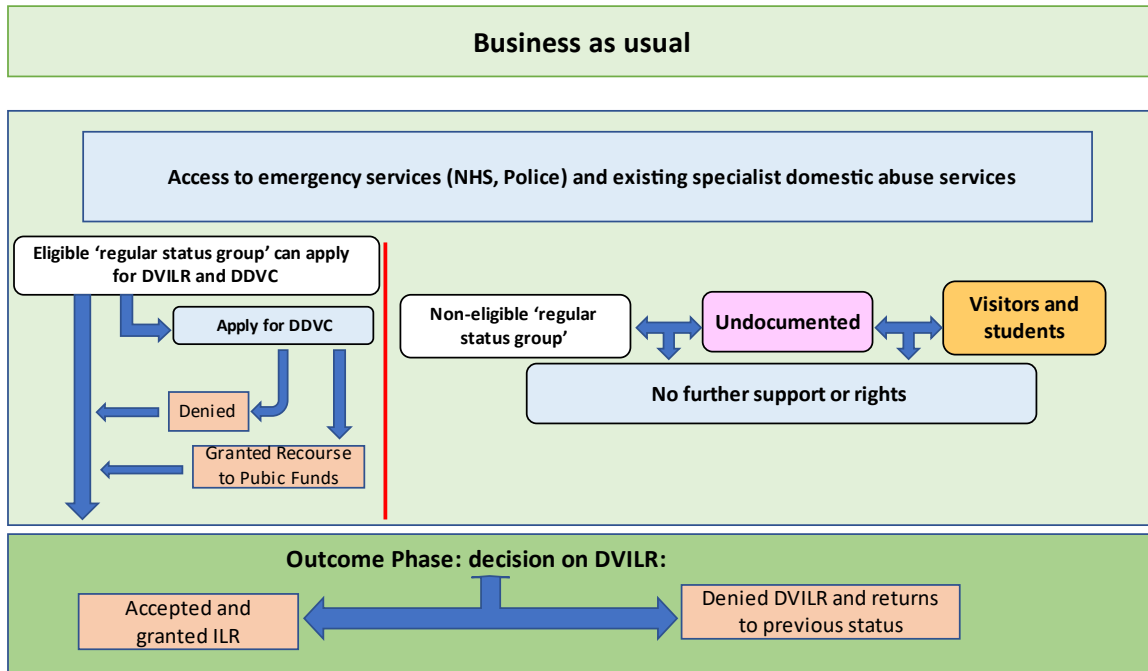 Business as usual
Access to emergency services (NHS, Police) and existing specialist domestic abuse services
Eligible ‘regular status group’ can apply
for DVILR and DDVC
Apply for DDVC
Denied
Granted Recourse
to Pubic Funds
Non-eligible ‘regular
status group’
Undocumented
Visitors and
students
No further support or rights
Outcome Phase: decision on DVILR:
Accepted and
granted ILR
Denied DVILR and returns
to previous status